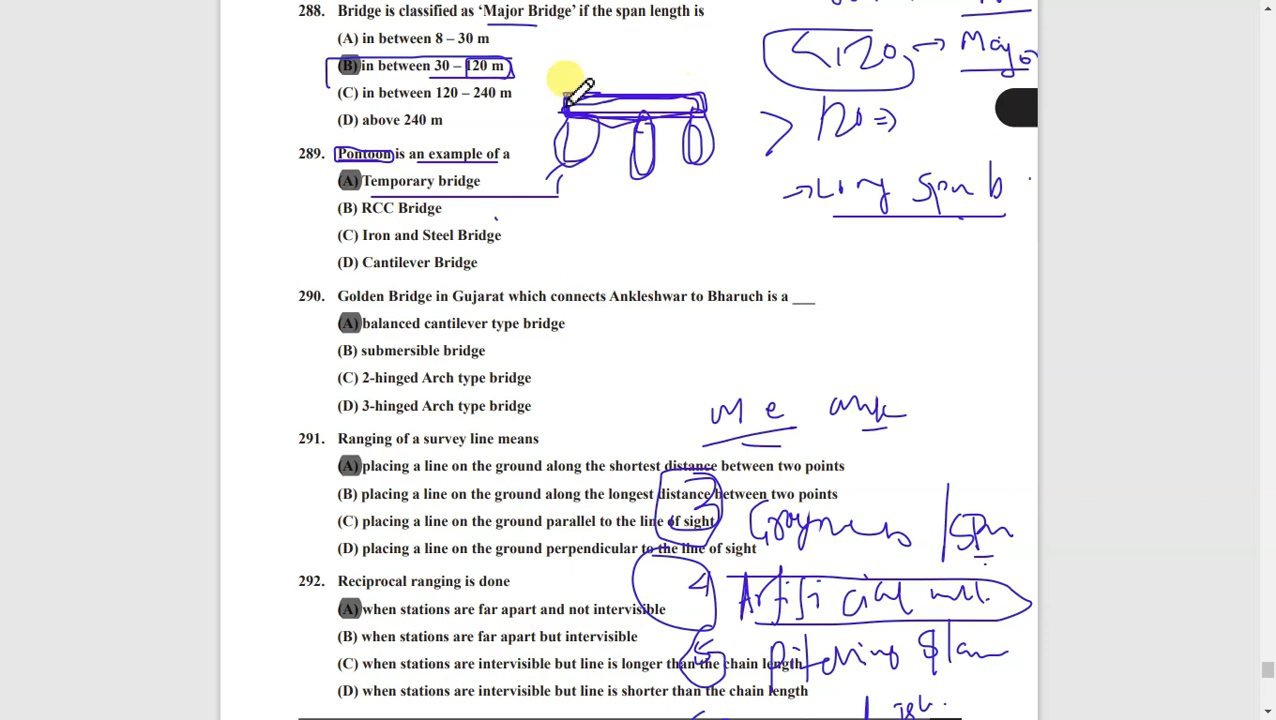 288. Bridge is classified as ‘Major Bridge’ if the span length is
(A) in between 8 – 30 m
(B) in between 30 – 120 m
(C) in between 120 – 240 m
(D) above 240 m
<120 → Majo
> 120 ⇒
→ Long span b
289. Pontoon is an example of a
(A) Temporary bridge
(B) RCC Bridge
(C) Iron and Steel Bridge
(D) Cantilever Bridge
290. Golden Bridge in Gujarat which connects Ankleshwar to Bharuch is a ___
(A) balanced cantilever type bridge
(B) submersible bridge
(C) 2-hinged Arch type bridge
(D) 3-hinged Arch type bridge
291. Ranging of a survey line means
(A) placing a line on the ground along the shortest distance between two points
(B) placing a line on the ground along the longest distance between two points
(C) placing a line on the ground parallel to the line of sight
(D) placing a line on the ground perpendicular to the line of sight
3
4 Artificial
5 pitching
292. Reciprocal ranging is done
(A) when stations are far apart and not intervisible
(B) when stations are far apart but intervisible
(C) when stations are intervisible but line is longer than the chain length
(D) when stations are intervisible but line is shorter than the chain length